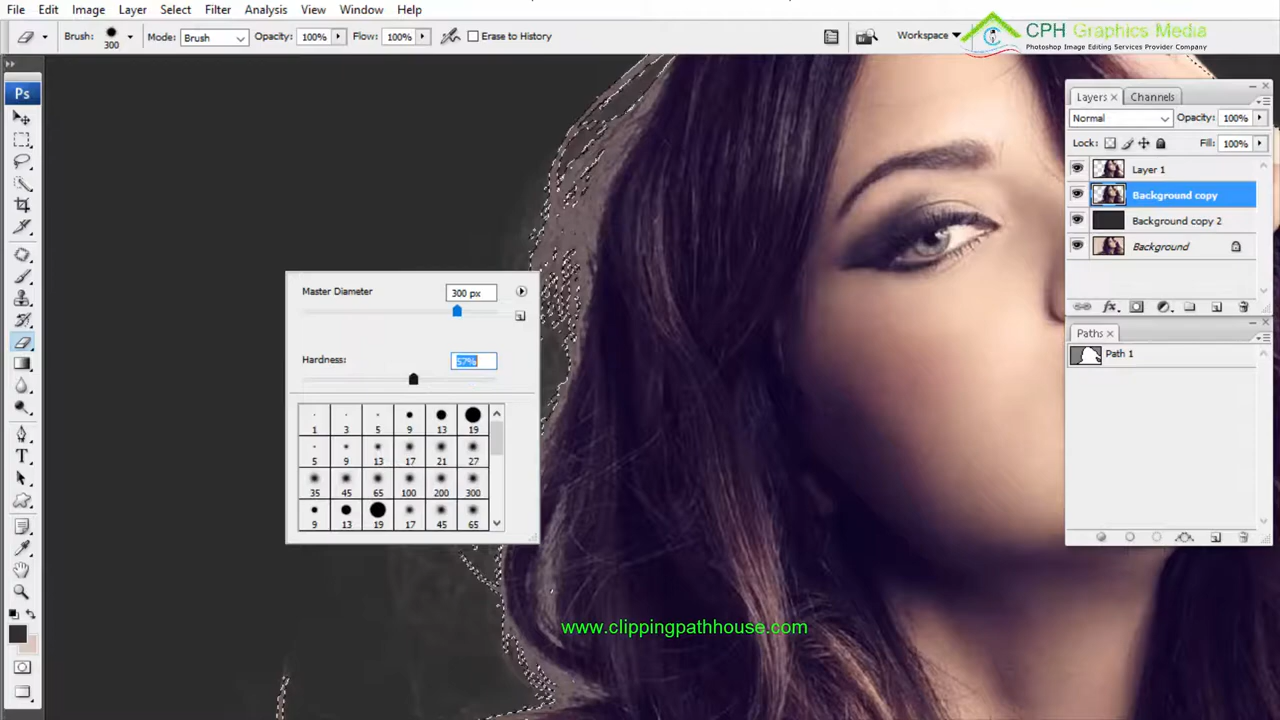 File Edit Image Layer Select Filter Analysis View Window Help
Brush: 300 Mode: Brush Opacity: 100% Flow: 100% Erase to History Workspace
CPH Graphics Media
Photoshop Image Editing Services Provider Company
Ps
Layers Channels
Normal Opacity: 100%
Lock: Fill: 100%
Layer 1
Background copy
Background copy 2
Background
Paths
Path 1
Master Diameter 300 px
Hardness: 57%
1 3 5 9 13 19
5 9 13 17 21 27
35 45 65 100 200 300
9 13 19 17 45 65
T
www.clippingpathhouse.com